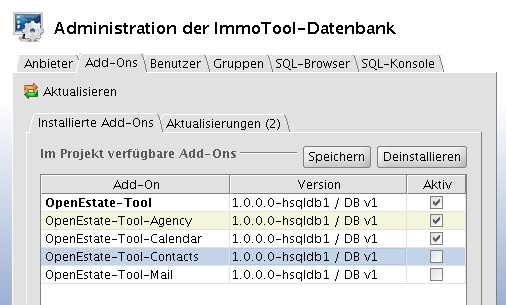 Administration der ImmoTool-Datenbank
Anbieter Add-Ons Benutzer Gruppen SQL-Browser SQL-Konsole
Aktualisieren
Installierte Add-Ons Aktualisierungen (2)
Im Projekt verfügbare Add-Ons Speichern Deinstallieren
Add-On Version Aktiv
OpenEstate-Tool 1.0.0.0-hsqldb1 / DB v1
OpenEstate-Tool-Agency 1.0.0.0-hsqldb1 / DB v1
OpenEstate-Tool-Calendar 1.0.0.0-hsqldb1 / DB v1
OpenEstate-Tool-Contacts 1.0.0.0-hsqldb1 / DB v1
OpenEstate-Tool-Mail 1.0.0.0-hsqldb1 / DB v1